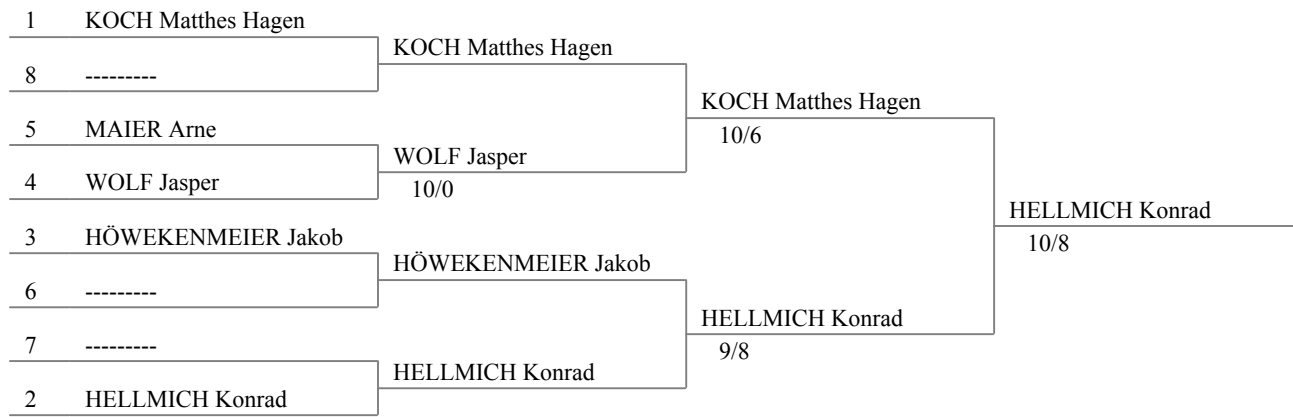 1 KOCH Matthes Hagen
KOCH Matthes Hagen
8 ---------
KOCH Matthes Hagen
10/6
5 MAIER Arne
WOLF Jasper
10/0
4 WOLF Jasper
HELLMICH Konrad
10/8
3 HÖWEKENMEIER Jakob
HÖWEKENMEIER Jakob
6 ---------
HELLMICH Konrad
9/8
7 ---------
HELLMICH Konrad
2 HELLMICH Konrad